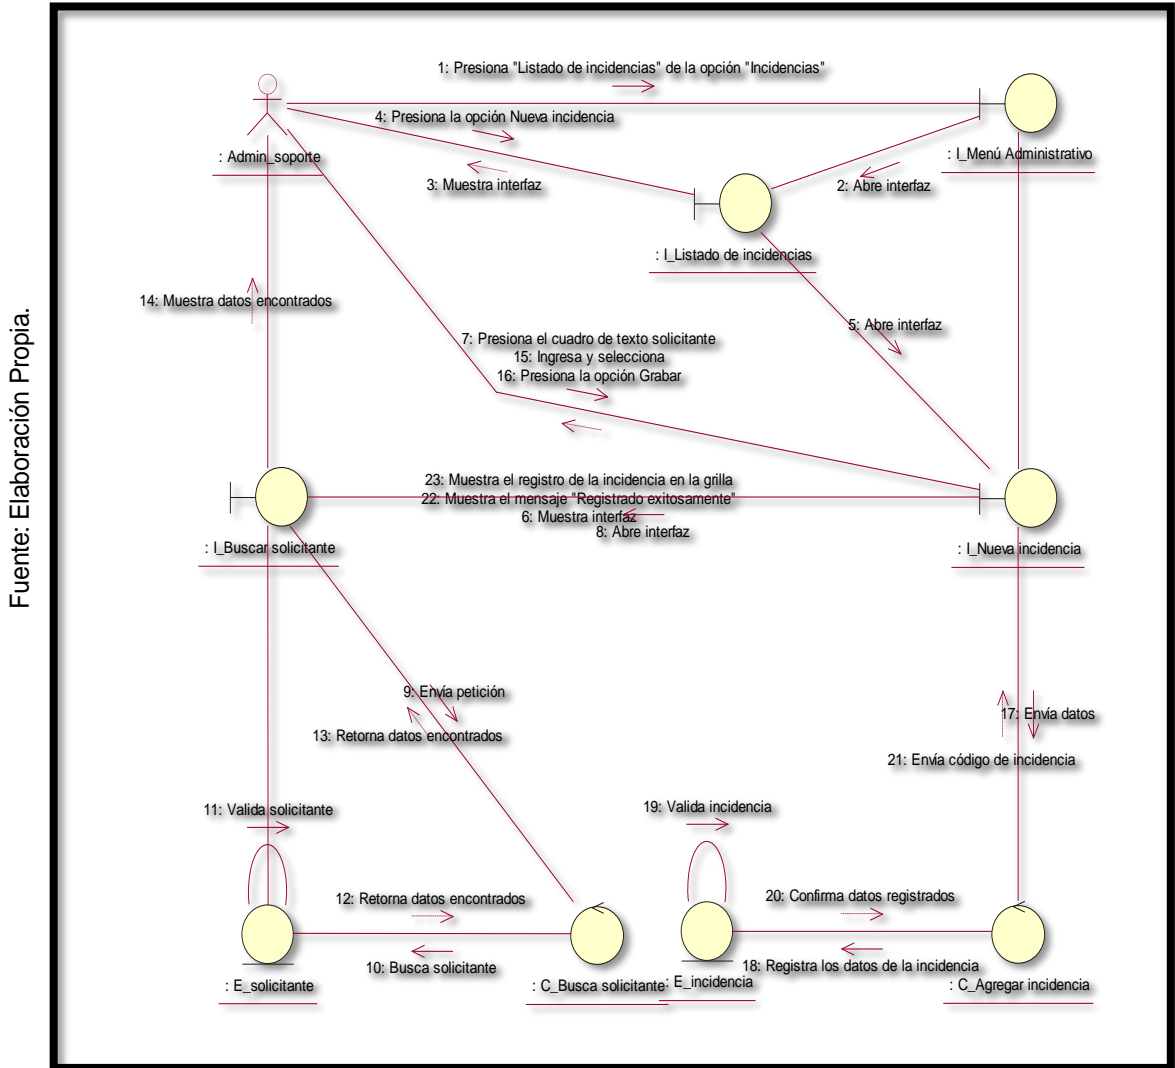 1: Presiona "Listado de incidencias" de la opción "Incidencias"
4: Presiona la opción Nueva incidencia
: Admin_soporte
: I_Menú Administrativo
3: Muestra interfaz
2: Abre interfaz
: I_Listado de incidencias
14: Muestra datos encontrados
5: Abre interfaz
7: Presiona el cuadro de texto solicitante
15: Ingresa y selecciona
16: Presiona la opción Grabar
Fuente: Elaboración Propia.
23: Muestra el registro de la incidencia en la grilla
22: Muestra el mensaje "Registrado exitosamente"
6: Muestra interfaz
8: Abre interfaz
: I_Buscar solicitante
: I_Nueva incidencia
9: Envía petición
13: Retorna datos encontrados
17: Envía datos
21: Envía código de incidencia
11: Valida solicitante
19: Valida incidencia
12: Retorna datos encontrados
20: Confirma datos registrados
10: Busca solicitante
18: Registra los datos de la incidencia
: E_solicitante
: C_Busca solicitante
: E_incidencia
: C_Agregar incidencia